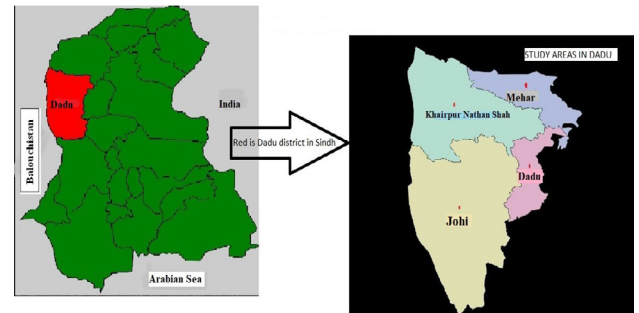 Dadu
Balouchistan
India
Arabian Sea
Red is Dadu district in Sindh
STUDY AREAS IN DADU
Mehar
Khairpur Nathan Shah
Dadu
Johi